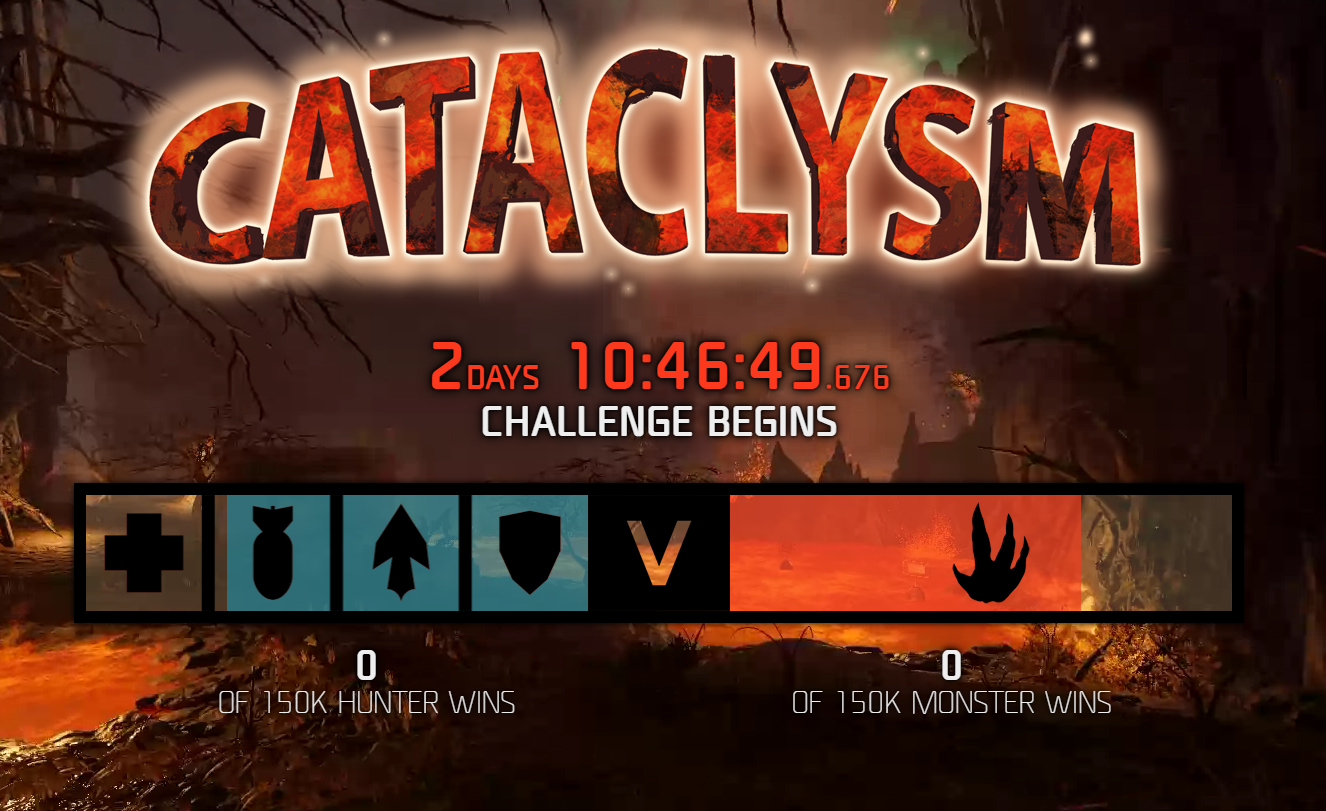 CATACLYSM
2DAYS 10:46:49.676
CHALLENGE BEGINS
V
0
OF 150K HUNTER WINS
0
OF 150K MONSTER WINS